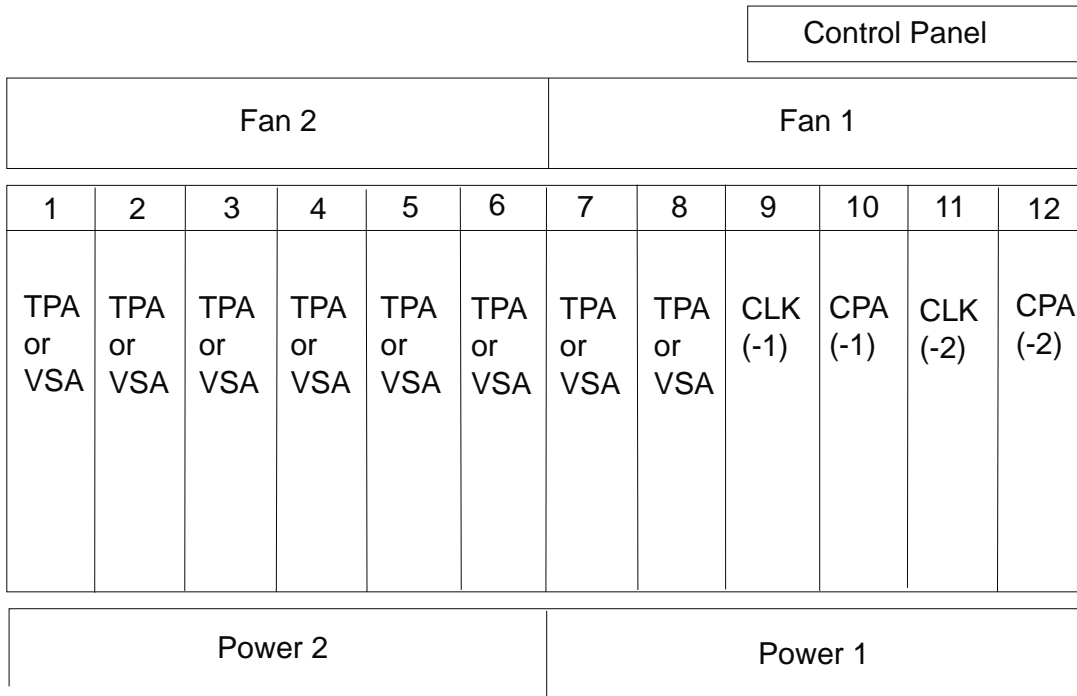 Control Panel
Fan 2 Fan 1
1 2 3 4 5 6 7 8 9 10 11 12
TPA or VSA
TPA or VSA
TPA or VSA
TPA or VSA
TPA or VSA
TPA or VSA
TPA or VSA
TPA or VSA
CLK (-1)
CPA (-1)
CLK (-2)
CPA (-2)
Power 2 Power 1